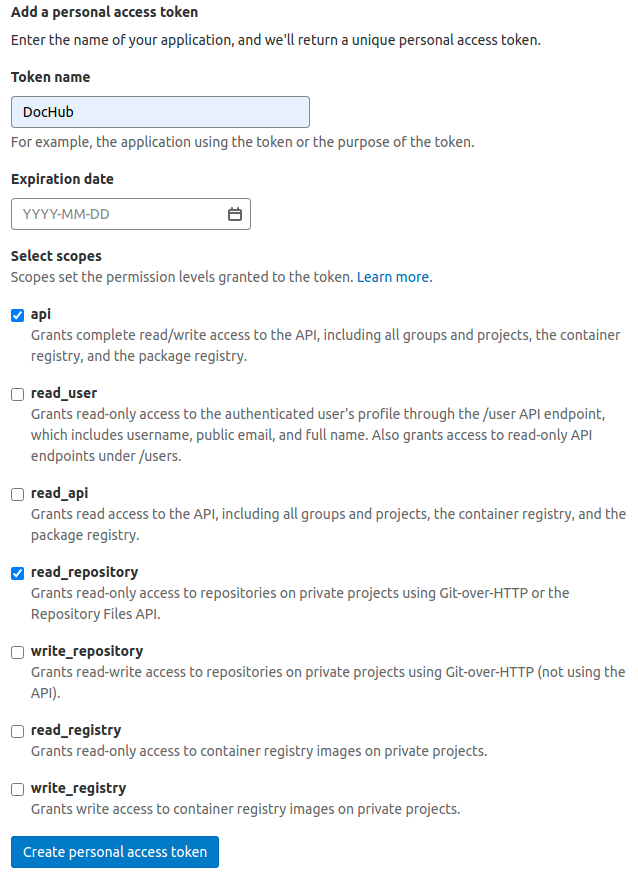 Add a personal access token
Enter the name of your application, and we'll return a unique personal access token.
Token name
DocHub
For example, the application using the token or the purpose of the token.
Expiration date
YYYY-MM-DD
Select scopes
Scopes set the permission levels granted to the token. Learn more.
api
Grants complete read/write access to the API, including all groups and projects, the container
registry, and the package registry.
read_user
Grants read-only access to the authenticated user's profile through the /user API endpoint,
which includes username, public email, and full name. Also grants access to read-only API
endpoints under /users.
read_api
Grants read access to the API, including all groups and projects, the container registry, and the
package registry.
read_repository
Grants read-only access to repositories on private projects using Git-over-HTTP or the
Repository Files API.
write_repository
Grants read-write access to repositories on private projects using Git-over-HTTP (not using the
API).
read_registry
Grants read-only access to container registry images on private projects.
write_registry
Grants write access to container registry images on private projects.
Create personal access token